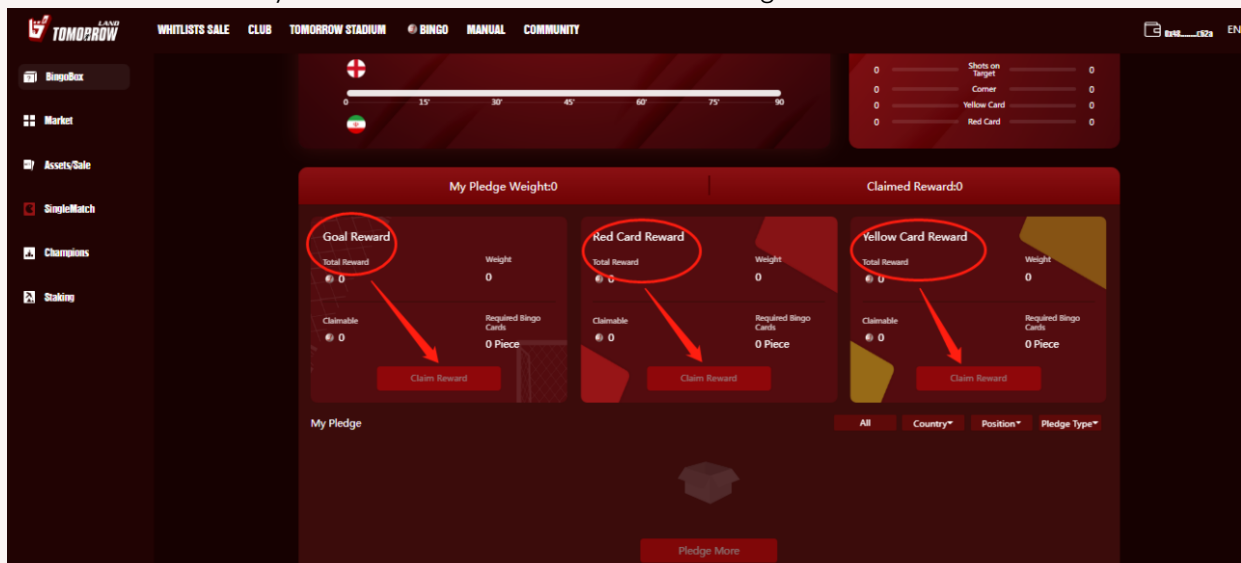 LAND
TOMORROW
WHITLISTS SALE CLUB TOMORROW STADIUM BINGO MANUAL COMMUNITY
EN
BingoBox
Market
Assets/Sale
SingleMatch
Champions
Staking
0 15' 30' 45' 60' 75' 90
0 Shots on Target 0
0 Corner 0
0 Yellow Card 0
0 Red Card 0
My Pledge Weight:0 Claimed Reward:0
Goal Reward
Total Reward Weight
0 0
Claimable Required Bingo Cards
0 0 Piece
Claim Reward
Red Card Reward
Total Reward Weight
0 0
Claimable Required Bingo Cards
0 0 Piece
Claim Reward
Yellow Card Reward
Total Reward Weight
0 0
Claimable Required Bingo Cards
0 0 Piece
Claim Reward
My Pledge All Country Position Pledge Type
Pledge More